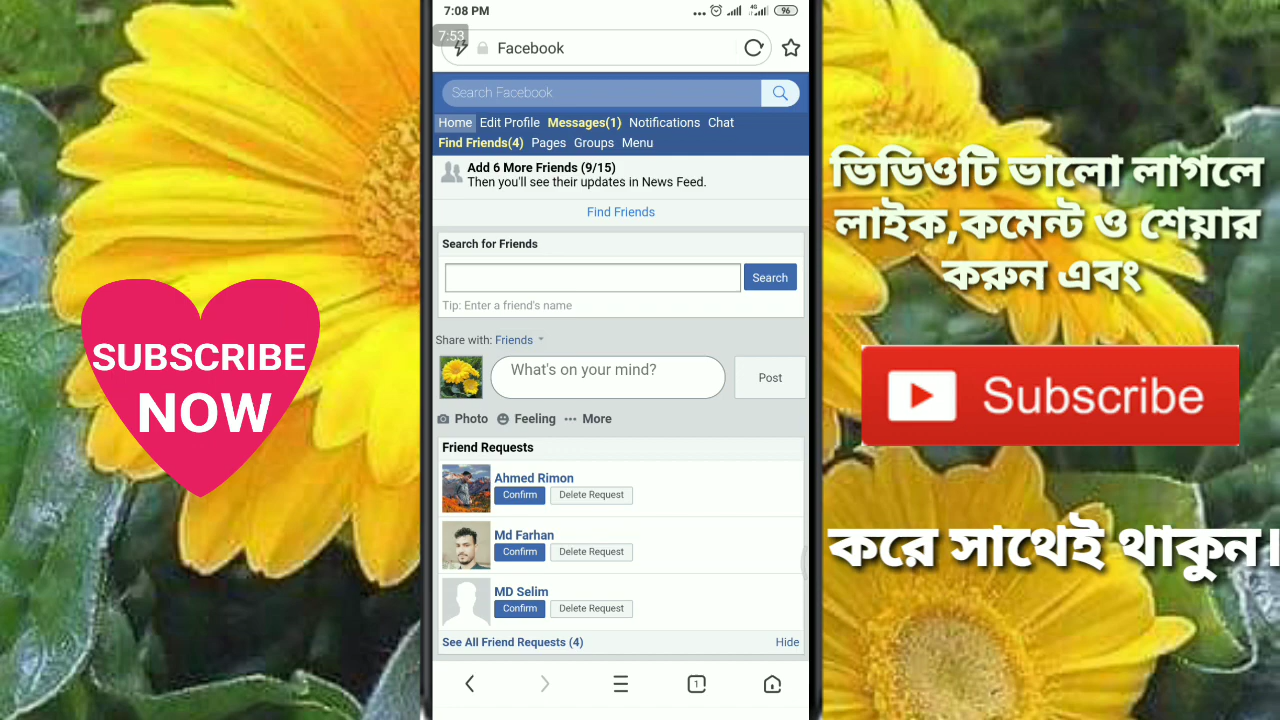 7:08 PM
4G
96
7:53
Facebook
Search Facebook
Home Edit Profile Messages(1) Notifications Chat
Find Friends(4) Pages Groups Menu
Add 6 More Friends (9/15)
Then you'll see their updates in News Feed.
Find Friends
Search for Friends
Search
Tip: Enter a friend's name
Share with: Friends
What's on your mind?
Post
Photo Feeling More
Friend Requests
Ahmed Rimon
Confirm Delete Request
Md Farhan
Confirm Delete Request
MD Selim
Confirm Delete Request
See All Friend Requests (4) Hide
1
SUBSCRIBE
NOW
ভিডিওটি ভালো লাগলে
লাইক,কমেন্ট ও শেয়ার
করুন এবং
Subscribe
করে সাথেই থাকুন।